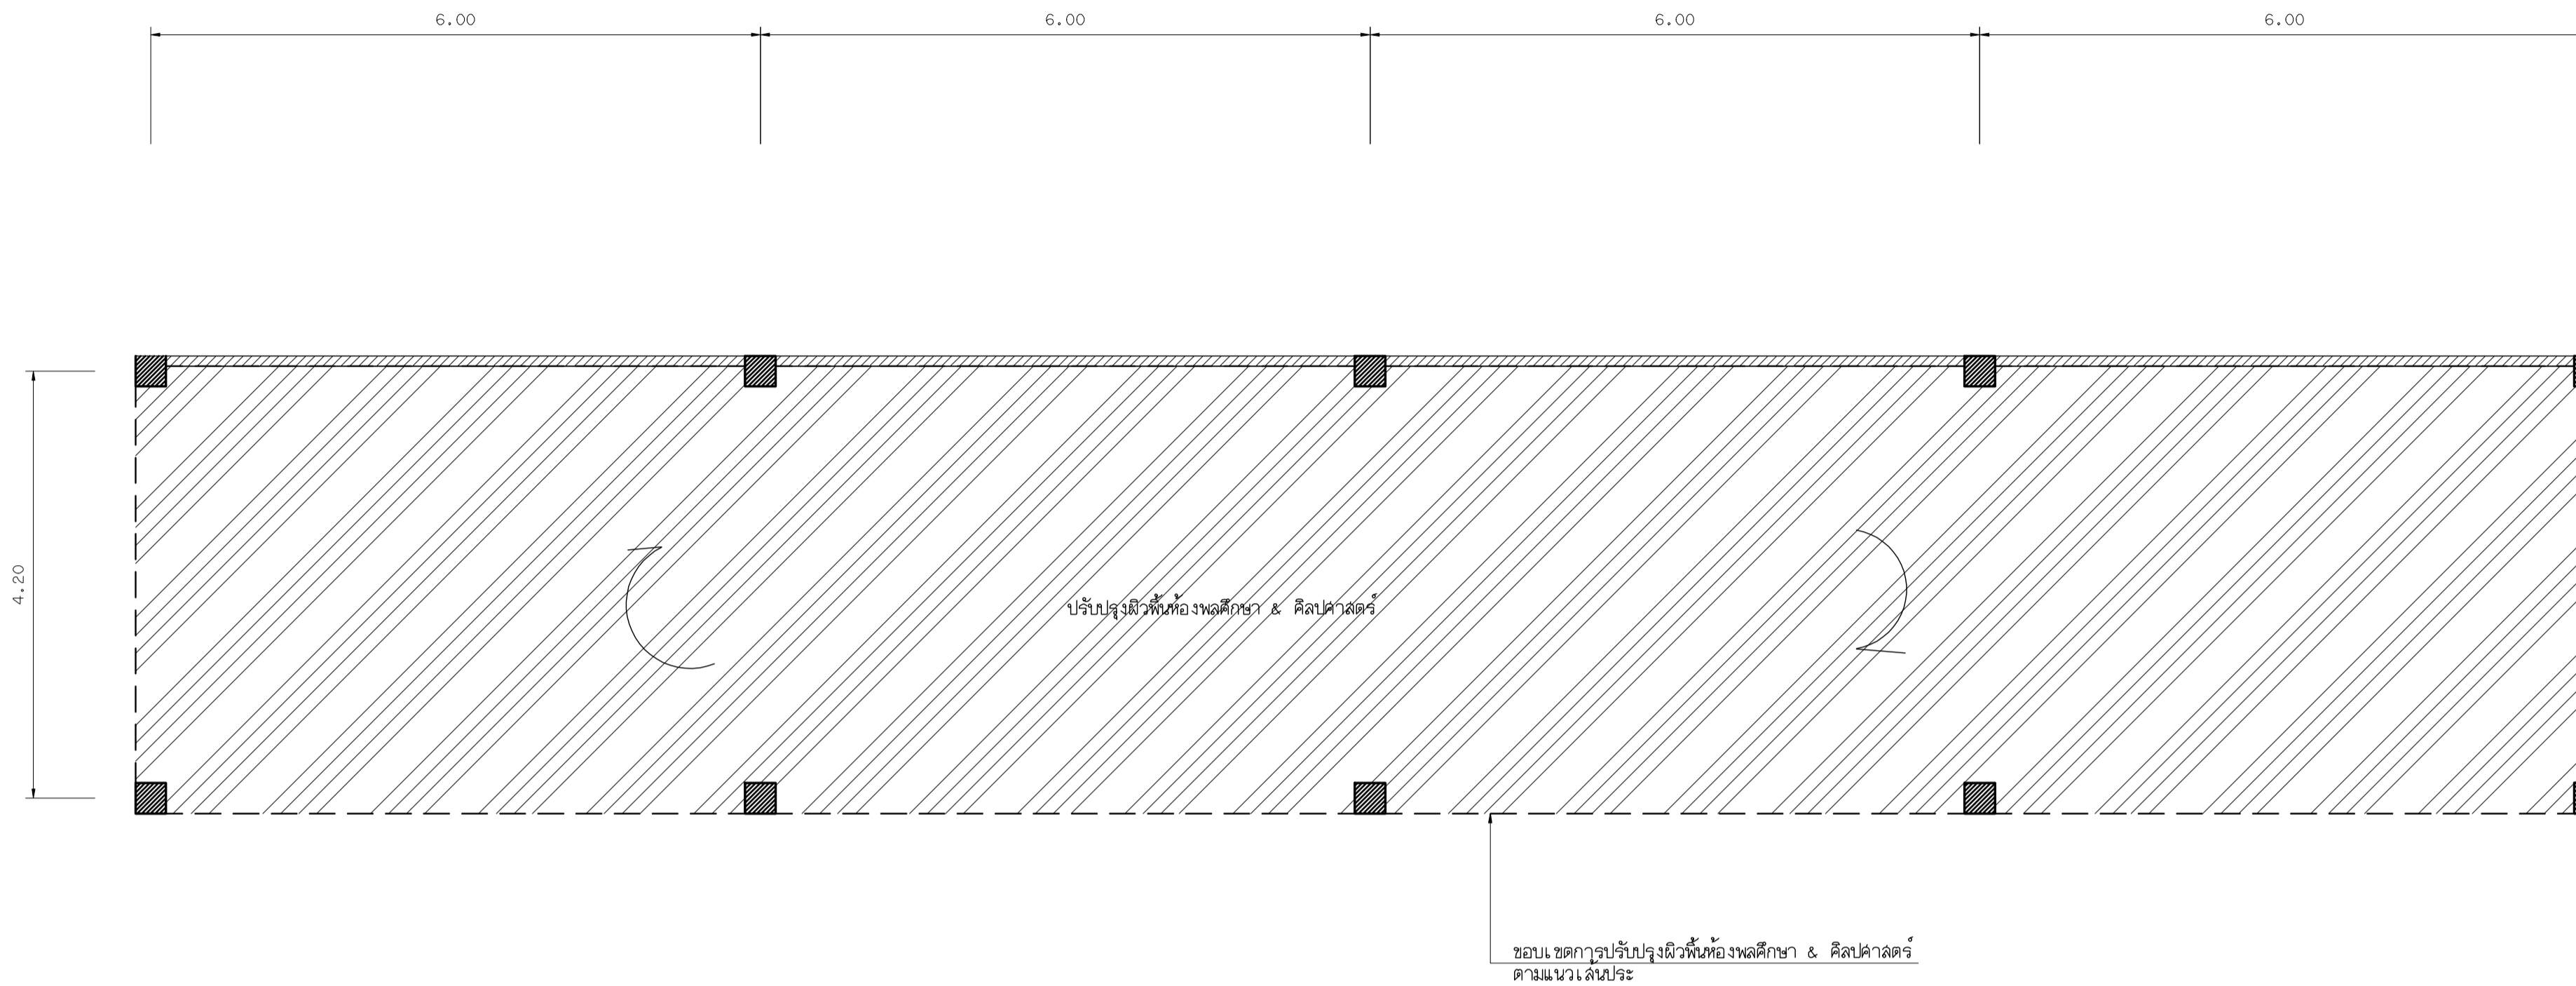 6.00
6.00
6.00
6.00
4.20
ปรับปรุงผิวพื้นห้องพลศึกษา & ศิลปศาสตร์
ขอบเขตการปรับปรุงผิวพื้นห้องพลศึกษา & ศิลปศาสตร์
ตามแนวเส้นประ